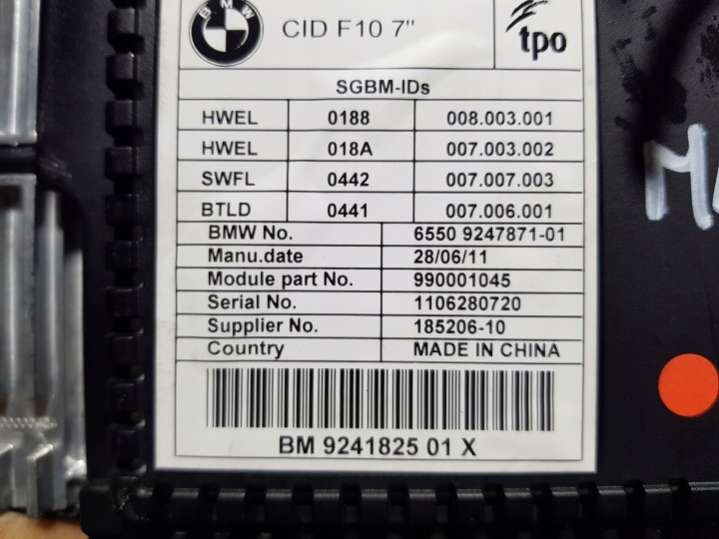 BMW
CID F10 7"
tpo
SGBM-IDs
HWEL 0188 008.003.001
HWEL 018A 007.003.002
SWFL 0442 007.007.003
BTLD 0441 007.006.001
BMW No. 6550 9247871-01
Manu.date 28/06/11
Module part No. 990001045
Serial No. 1106280720
Supplier No. 185206-10
Country MADE IN CHINA
BM 9241825 01 X